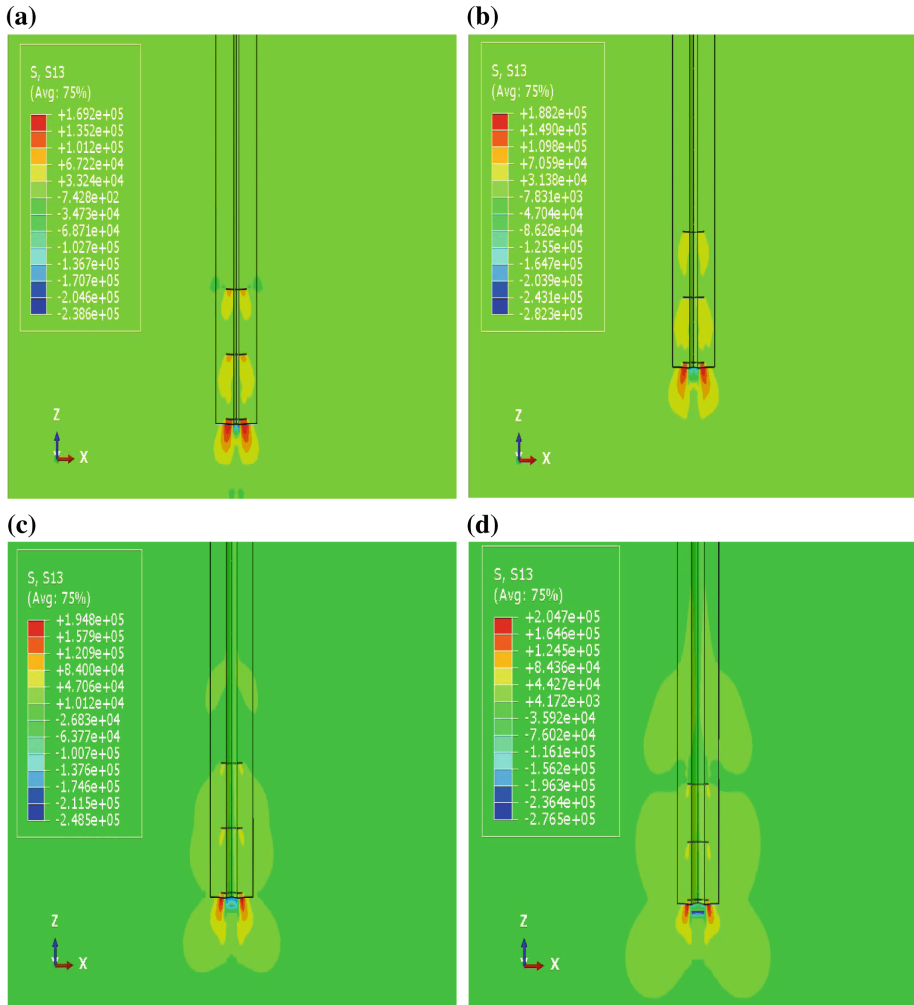 (a)
S, S13
(Avg: 75%)
+1.692e+05
+1.352e+05
+1.012e+05
+6.722e+04
+3.324e+04
-7.428e+02
-3.473e+04
-6.871e+04
-1.027e+05
-1.367e+05
-1.707e+05
-2.046e+05
-2.386e+05
Z
X
(b)
S, S13
(Avg: 75%)
+1.882e+05
+1.490e+05
+1.098e+05
+7.059e+04
+3.138e+04
-7.831e+03
-4.704e+04
-8.626e+04
-1.255e+05
-1.647e+05
-2.039e+05
-2.431e+05
-2.823e+05
Z
X
(c)
S, S13
(Avg: 75%)
+1.948e+05
+1.579e+05
+1.209e+05
+8.400e+04
+4.706e+04
+1.012e+04
-2.683e+04
-6.377e+04
-1.007e+05
-1.376e+05
-1.746e+05
-2.115e+05
-2.485e+05
Z
X
(d)
S, S13
(Avg: 75%)
+2.047e+05
+1.646e+05
+1.245e+05
+8.436e+04
+4.427e+04
+4.172e+03
-3.592e+04
-7.602e+04
-1.161e+05
-1.562e+05
-1.963e+05
-2.364e+05
-2.765e+05
Z
X